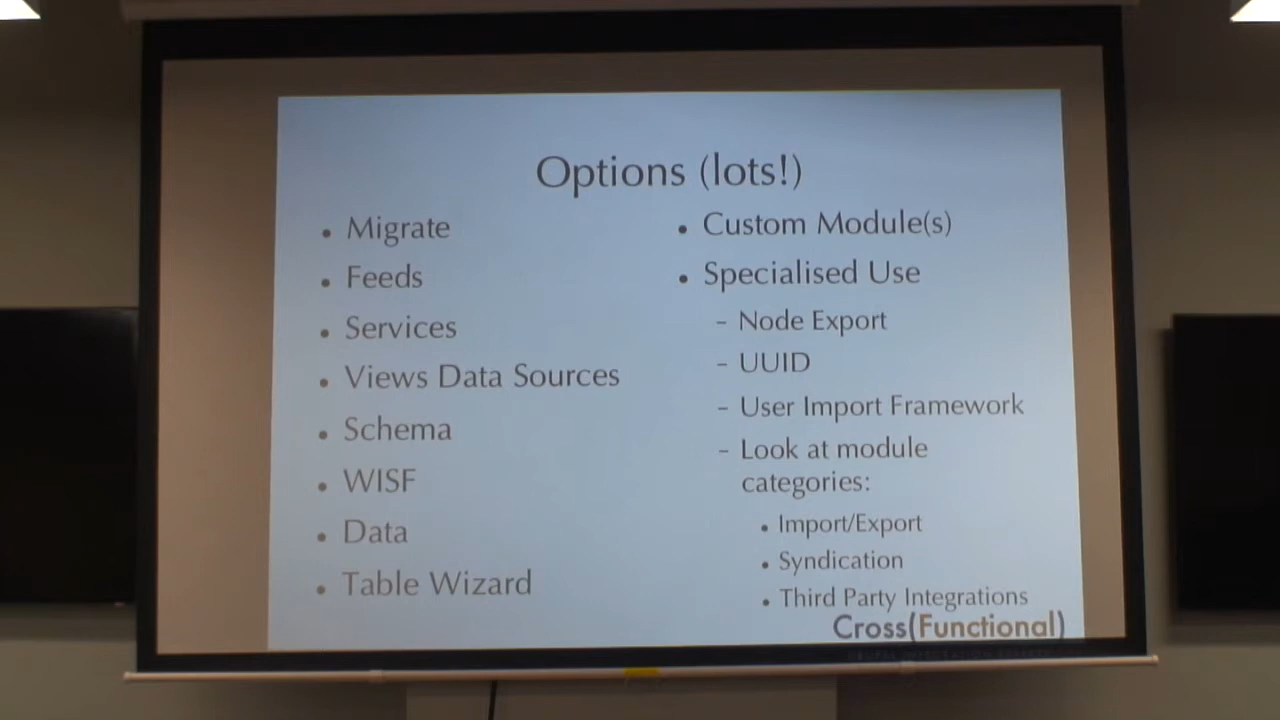 Options (lots!)
• Migrate
• Feeds
• Services
• Views Data Sources
• Schema
• WISF
• Data
• Table Wizard
• Custom Module(s)
• Specialised Use
– Node Export
– UUID
– User Import Framework
– Look at module
categories:
• Import/Export
• Syndication
• Third Party Integrations
Cross(Functional)